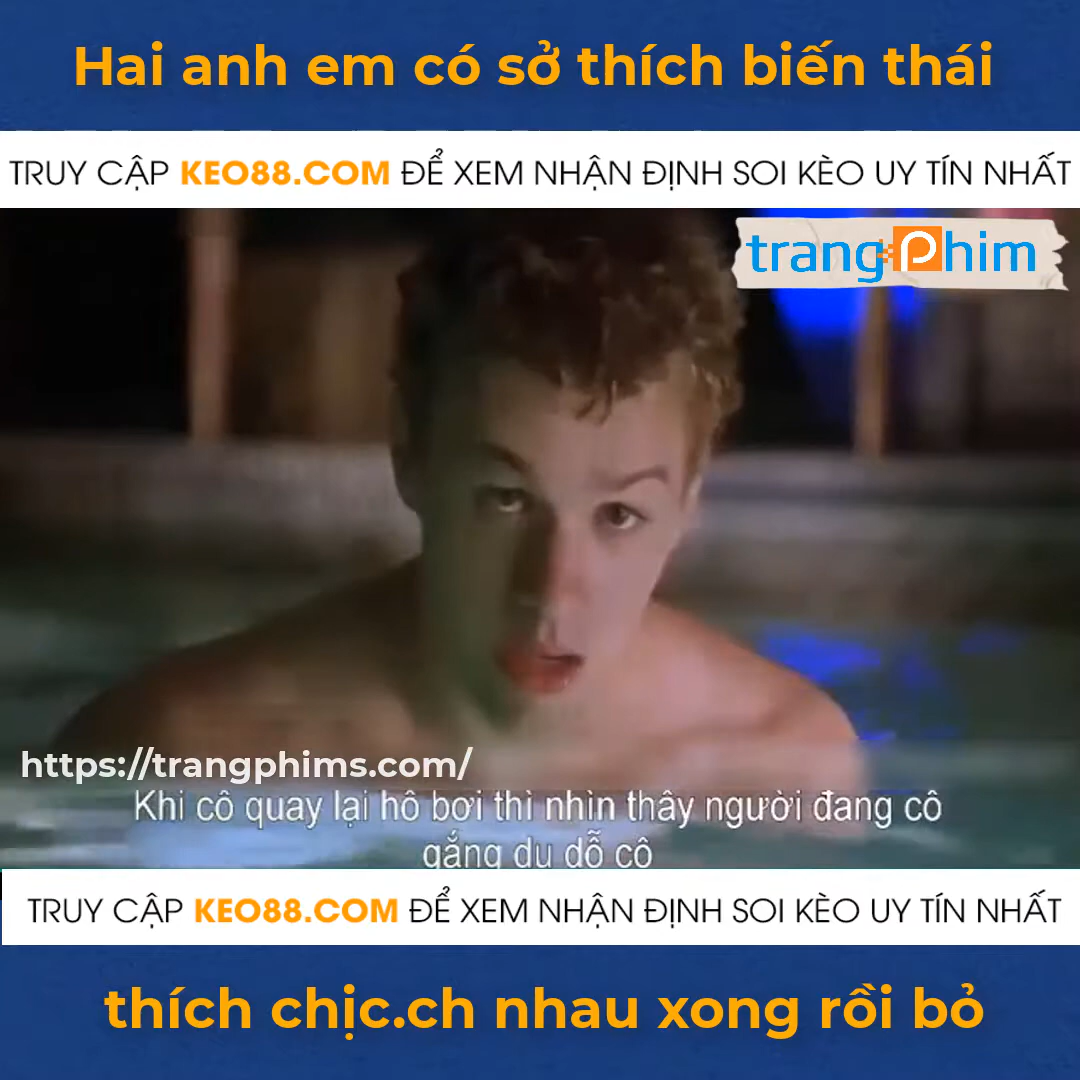 Hai anh em có sở thích biến thái
TRUY CẬP KEO88.COM ĐỂ XEM NHẬN ĐỊNH SOI KÈO UY TÍN NHẤT
trangPhim
https://trangphims.com/
Khi cô quay lại hồ bơi thì nhìn thấy người đang cố
gắng dụ dỗ cô
TRUY CẬP KEO88.COM ĐỂ XEM NHẬN ĐỊNH SOI KÈO UY TÍN NHẤT
thích chịc.ch nhau xong rồi bỏ